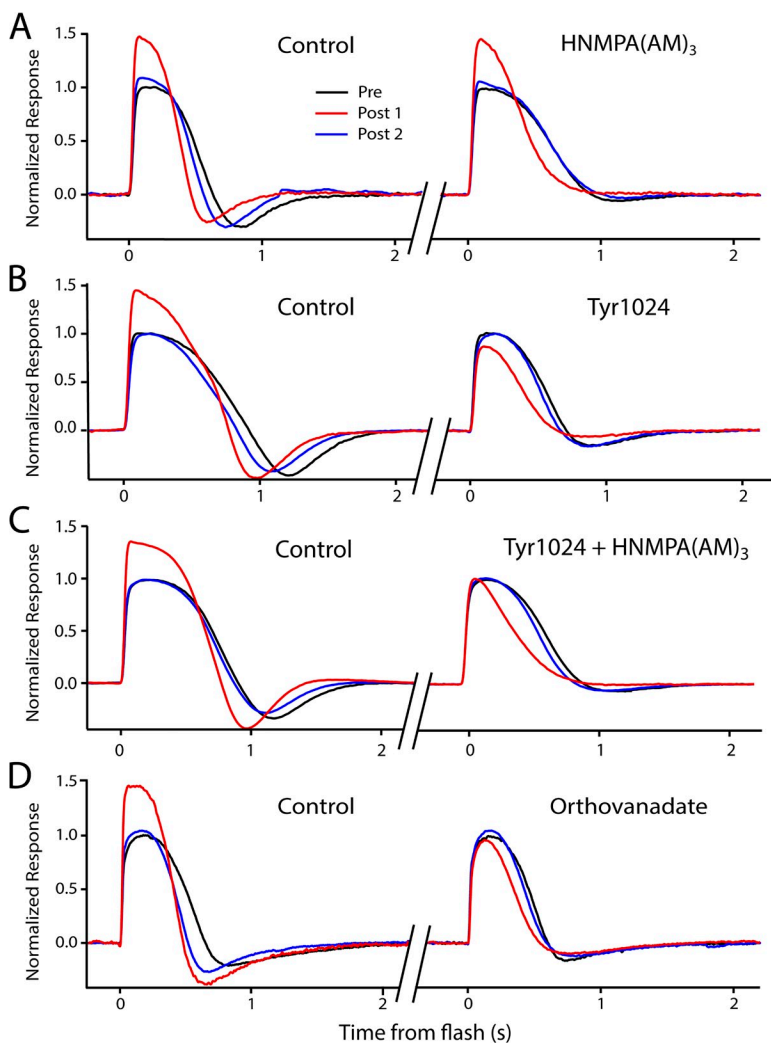 A
Control
HNMPA(AM)3
Normalized Response
1.5
1.0
0.5
0.0
Pre
Post 1
Post 2
0 1 2 0 1 2
B
Control
Tyr1024
Normalized Response
1.5
1.0
0.5
0.0
0 1 2 0 1 2
C
Control
Tyr1024 + HNMPA(AM)3
Normalized Response
1.5
1.0
0.5
0.0
0 1 2 0 1 2
D
Control
Orthovanadate
Normalized Response
1.5
1.0
0.5
0.0
0 1 2 0 1 2
Time from flash (s)